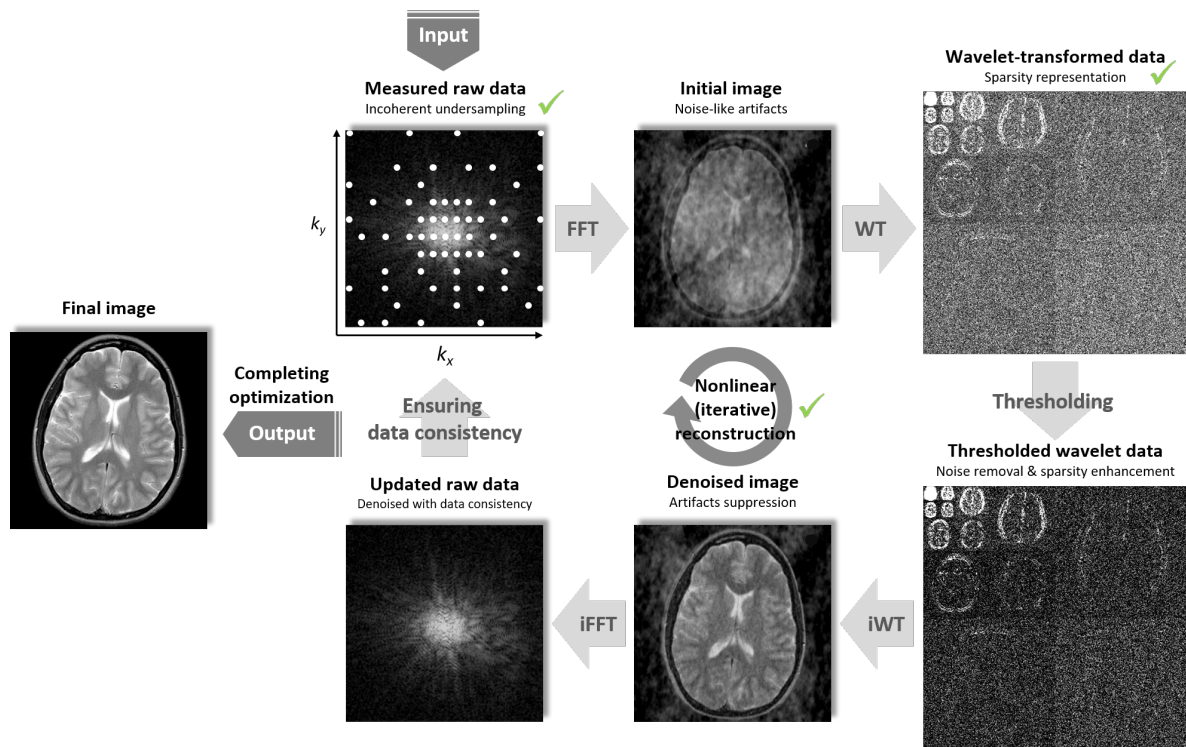 Input
Measured raw data
Incoherent undersampling
Initial image
Noise-like artifacts
Wavelet-transformed data
Sparsity representation
k_y
k_x
FFT
WT
Final image
Completing
optimization
Output
Ensuring
data consistency
Nonlinear
(iterative)
reconstruction
Thresholding
Thresholded wavelet data
Noise removal & sparsity enhancement
Updated raw data
Denoised with data consistency
Denoised image
Artifacts suppression
iFFT
iWT